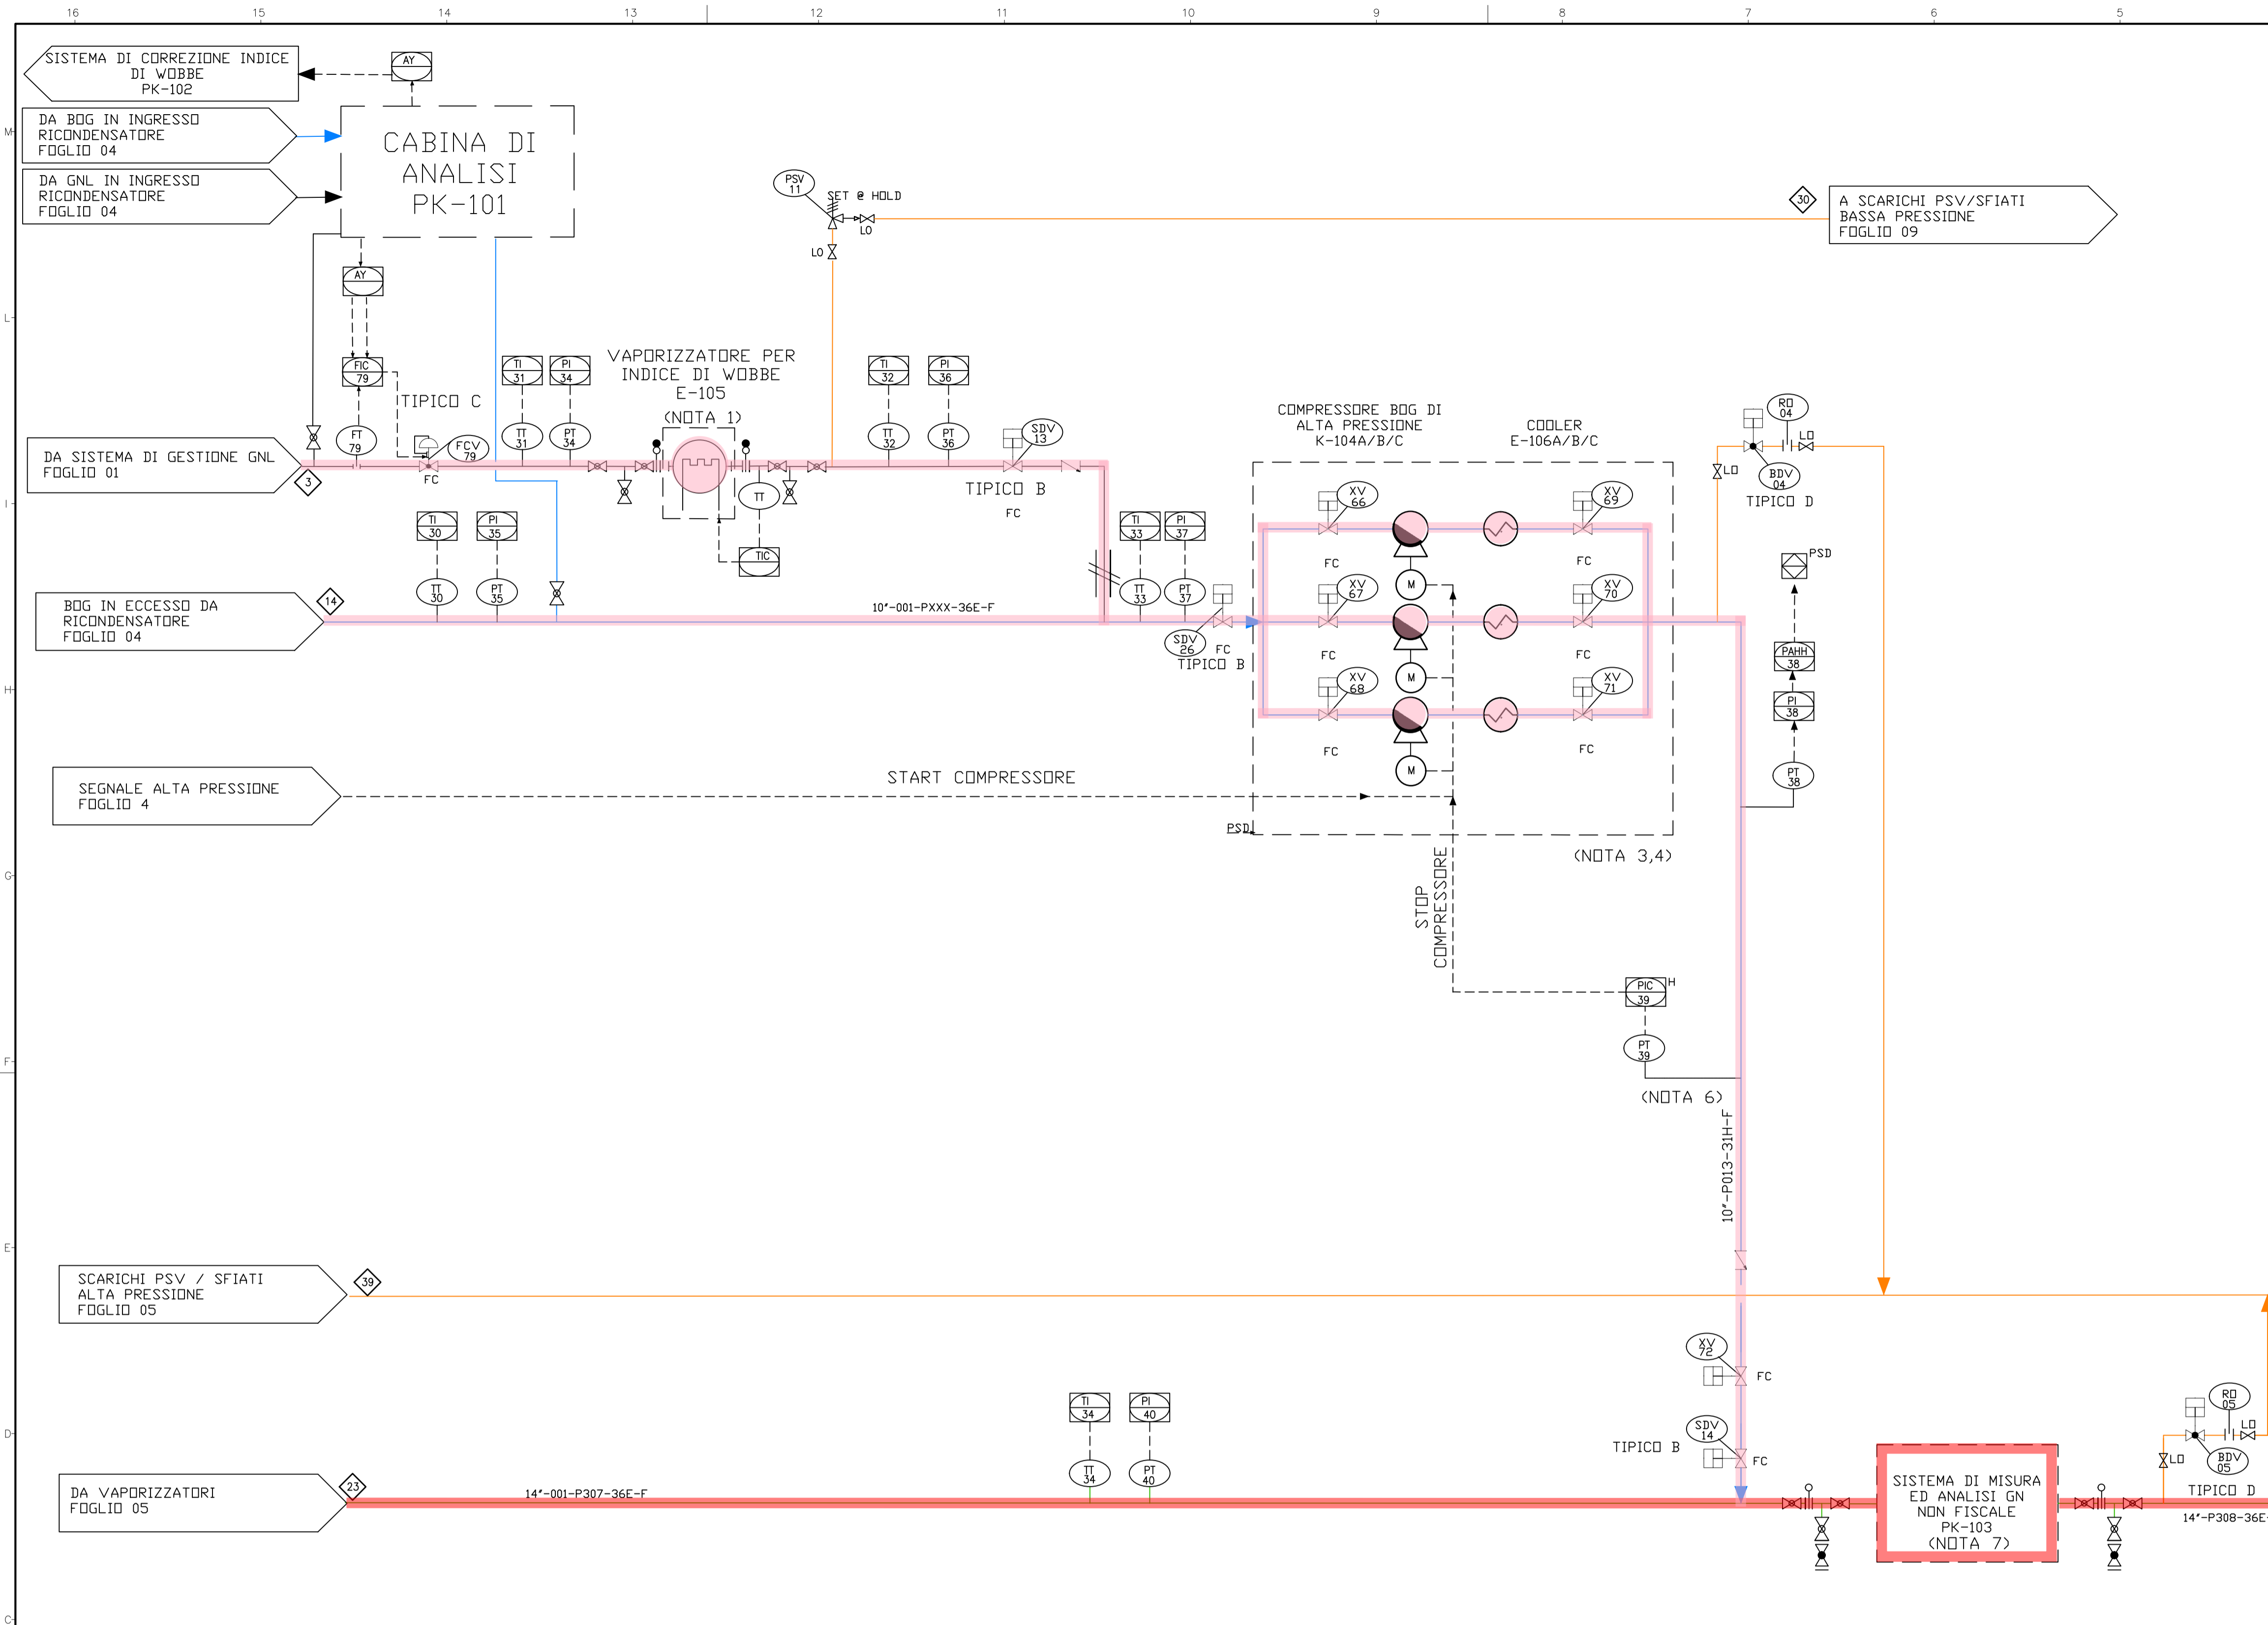 16 15 14 13 12 11 10 9 8 7 6 5
M
L
I
H
G
F
E
D
C
SISTEMA DI CORREZIONE INDICE
DI WOBBE
PK-102
AY
DA BOG IN INGRESSO
RICONDENSATORE
FOGLIO 04
DA GNL IN INGRESSO
RICONDENSATORE
FOGLIO 04
CABINA DI
ANALISI
PK-101
PSV
11
SET @ HOLD
LO
LO
30
A SCARICHI PSV/SFIATI
BASSA PRESSIONE
FOGLIO 09
AY
FIC
79
TIPICO C
FT
79
FCV
79
FC
TI
31
PI
34
TT
31
PT
34
VAPORIZZATORE PER
INDICE DI WOBBE
E-105
(NOTA 1)
TT
TIC
TI
32
PI
36
TT
32
PT
36
SDV
13
TIPICO B
FC
DA SISTEMA DI GESTIONE GNL
FOGLIO 01
3
COMPRESSORE BOG DI
ALTA PRESSIONE
K-104A/B/C
COOLER
E-106A/B/C
RO
04
LO
LO
BDV
04
TIPICO D
TI
30
PI
35
TT
30
PT
35
TI
33
PI
37
TT
33
PT
37
BOG IN ECCESSO DA
RICONDENSATORE
FOGLIO 04
14
10"-001-PXXX-36E-F
SDV
26
FC
TIPICO B
XV
66
FC
XV
69
FC
M
XV
67
FC
XV
70
FC
M
XV
68
FC
XV
71
FC
M
PSD
PAHH
38
PI
38
PT
38
SEGNALE ALTA PRESSIONE
FOGLIO 4
START COMPRESSORE
PSD
(NOTA 3,4)
STOP
COMPRESSORE
PIC
39
H
PT
39
(NOTA 6)
10"-P013-31H-F
SCARICHI PSV / SFIATI
ALTA PRESSIONE
FOGLIO 05
39
XV
72
FC
SDV
14
FC
TIPICO B
TI
34
PI
40
TT
34
PT
40
DA VAPORIZZATORI
FOGLIO 05
23
14"-001-P307-36E-F
SISTEMA DI MISURA
ED ANALISI GN
NON FISCALE
PK-103
(NOTA 7)
RO
05
LO
LO
BDV
05
TIPICO D
14"-P308-36E-